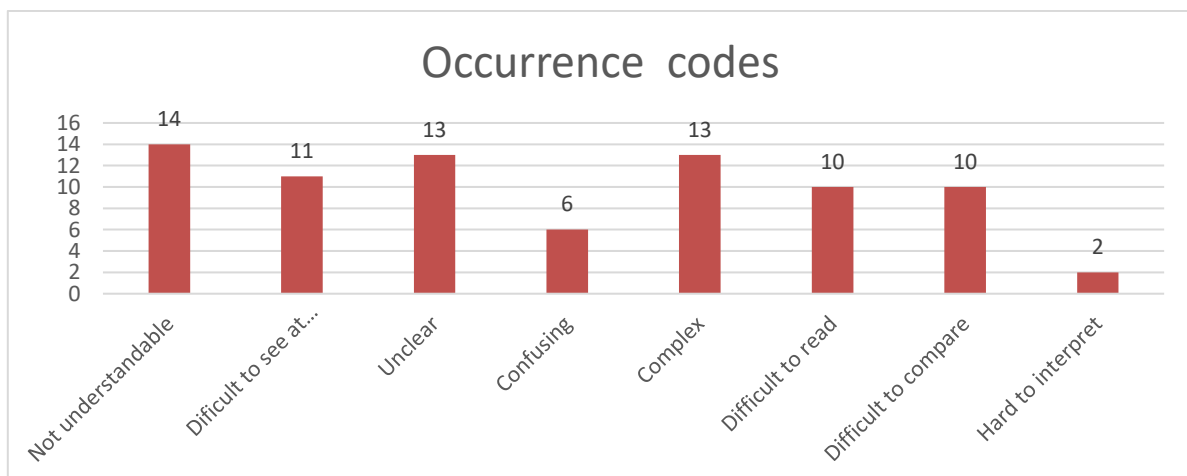 Occurrence codes
16
14
12
10
8
6
4
2
0
14
11
13
6
13
10
10
2
Not understandable
Dificult to see at...
Unclear
Confusing
Complex
Difficult to read
Difficult to compare
Hard to interpret